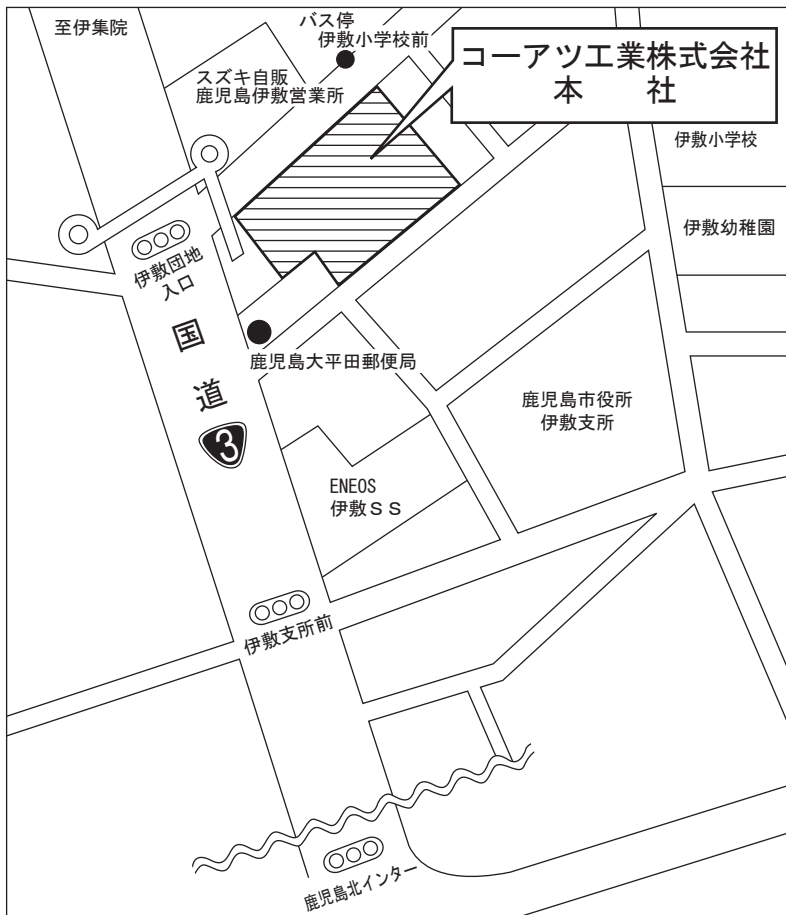 至伊集院
バス停
伊敷小学校前
コーアツ工業株式会社
本　　社
スズキ自販
鹿児島伊敷営業所
伊敷小学校
伊敷幼稚園
伊敷団地
入口
国道
3
鹿児島大平田郵便局
鹿児島市役所
伊敷支所
ENEOS
伊敷ＳＳ
伊敷支所前
鹿児島北インター